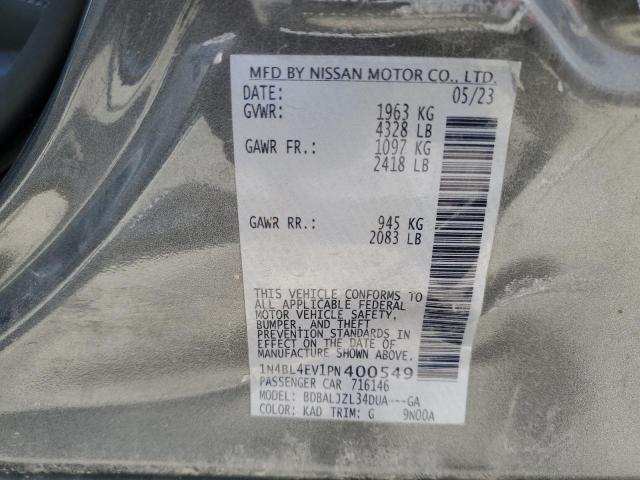 MFD BY NISSAN MOTOR CO., LTD.
DATE: 05/23
GVWR: 1963 KG
4328 LB
GAWR FR.: 1097 KG
2418 LB
GAWR RR.: 945 KG
2083 LB
THIS VEHICLE CONFORMS TO
ALL APPLICABLE FEDERAL
MOTOR VEHICLE SAFETY,
BUMPER, AND THEFT
PREVENTION STANDARDS IN
EFFECT ON THE DATE OF
MANUFACTURE SHOWN ABOVE.
1N4BL4EV1PN400549
PASSENGER CAR 716146
MODEL: BDBALJZL34DUA---GA
COLOR: KAD TRIM: G 9N00A